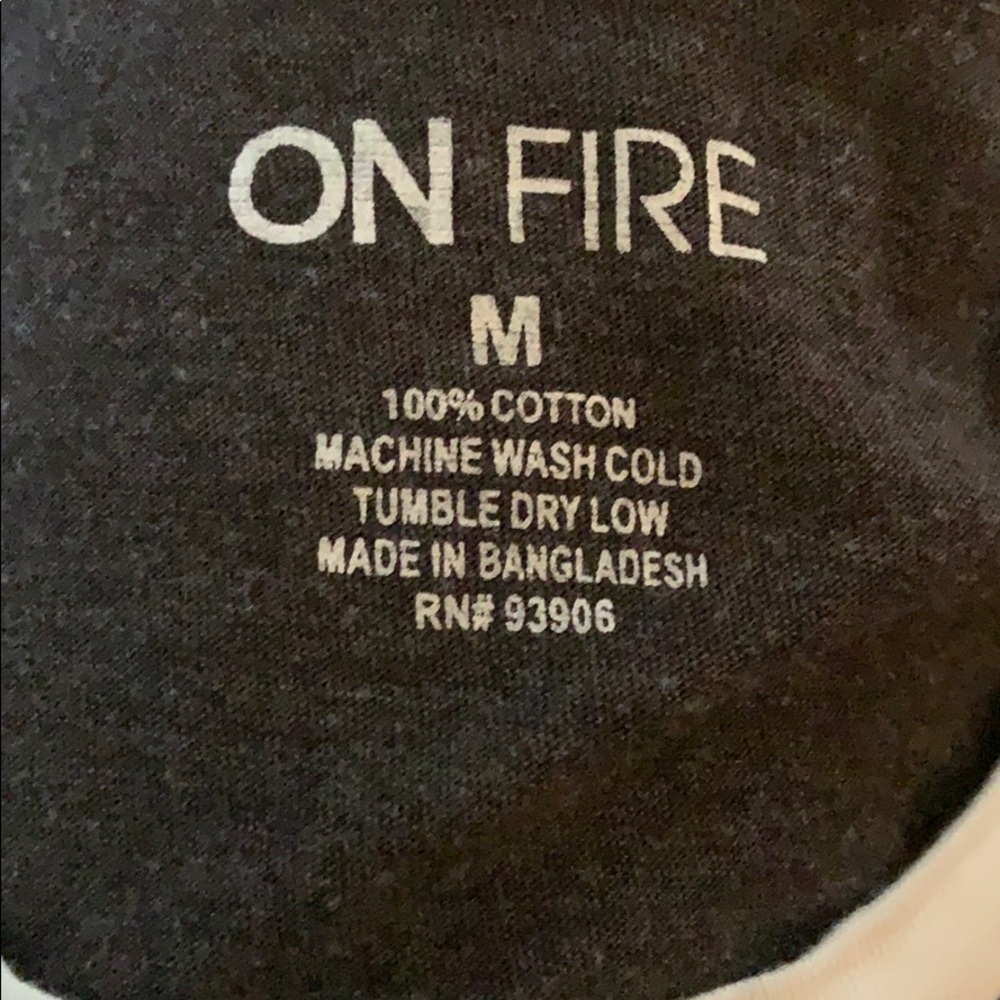 ON FIRE
M
100% COTTON
MACHINE WASH COLD
TUMBLE DRY LOW
MADE IN BANGLADESH
RN# 93906